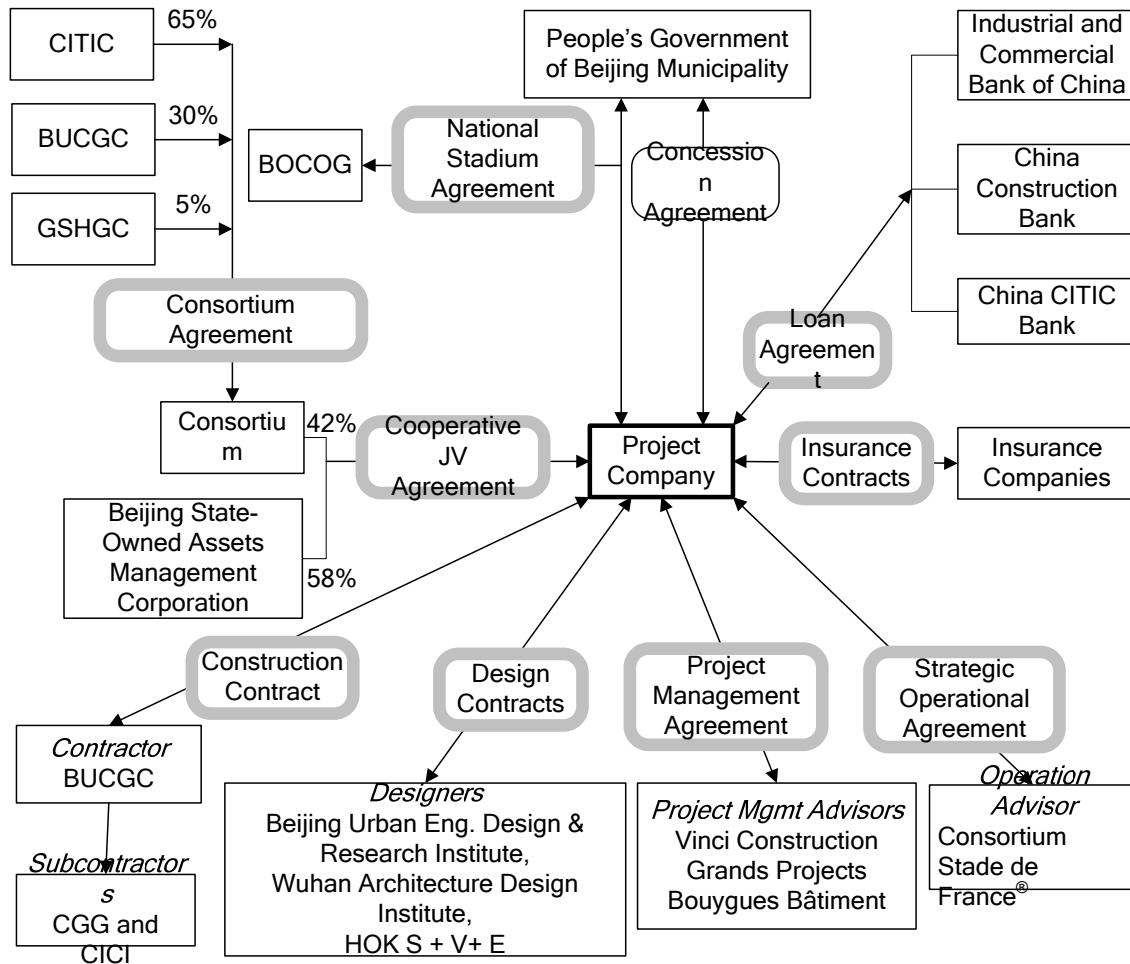 CITIC
65%
BUCGC
30%
GSHGC
5%
Consortium
Agreement
BOCOG
National
Stadium
Agreement
People's Government
of Beijing Municipality
Concessio
n
Agreement
Industrial and
Commercial
Bank of China
China
Construction
Bank
China CITIC
Bank
Loan
Agreemen
t
Consortiu
m
42%
Cooperative
JV
Agreement
Project
Company
Insurance
Contracts
Insurance
Companies
Beijing State-
Owned Assets
Management
Corporation
58%
Construction
Contract
Design
Contracts
Project
Management
Agreement
Strategic
Operational
Agreement
Contractor
BUCGC
Subcontractor
s
CGG and
CICI
Designers
Beijing Urban Eng. Design &
Research Institute,
Wuhan Architecture Design
Institute,
HOK S + V+ E
Project Mgmt Advisors
Vinci Construction
Grands Projects
Bouygues Bâtiment
Operation
Advisor
Consortium
Stade de
France®